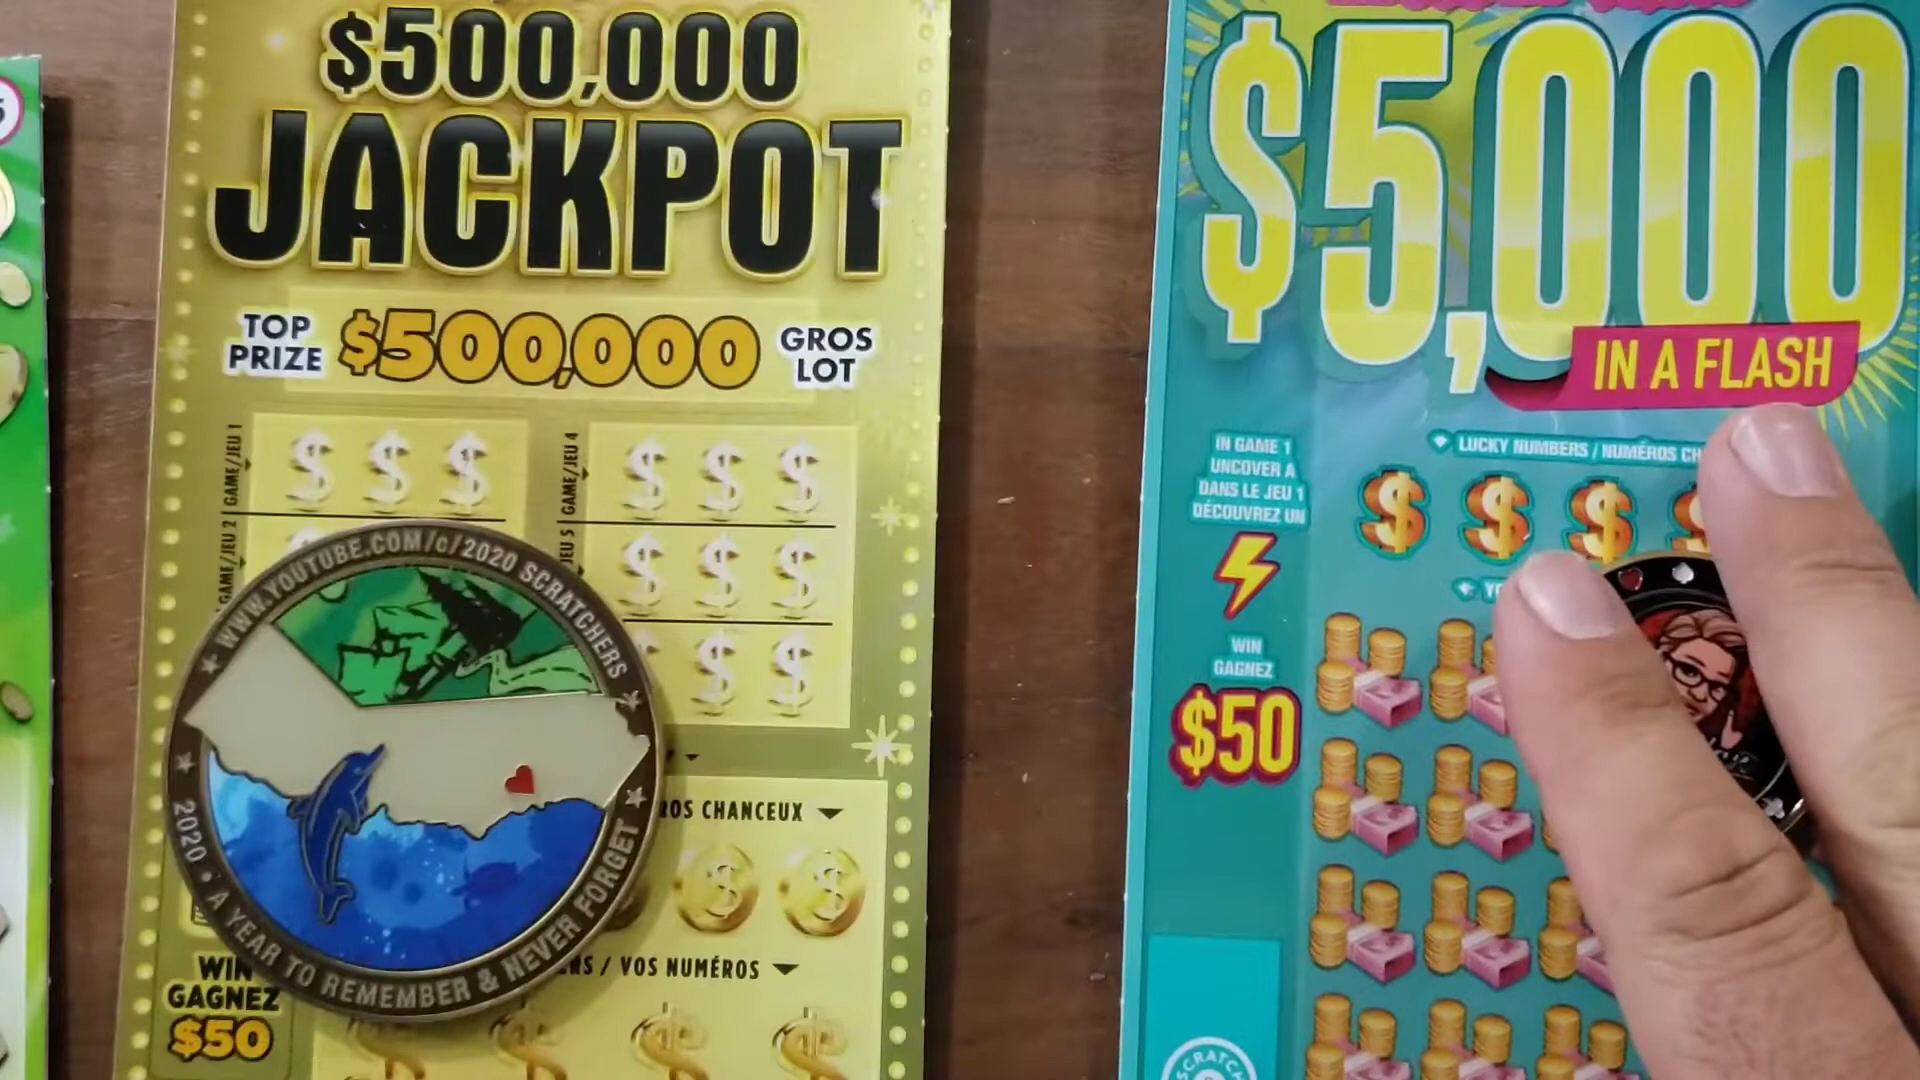 $500,000
JACKPOT
TOP PRIZE $500,000 GROS LOT
GAME/JEU 1
GAME/JEU 2
GAME/JEU 4
JEU 5
WWW.YOUTUBE.COM/c/2020 SCRATCHERS
2020 • A YEAR TO REMEMBER & NEVER FORGET
CHANCEUX
/ VOS NUMÉROS
WIN
GAGNEZ
$50
$5,000
IN A FLASH
LUCKY NUMBERS / NUMÉROS CH
IN GAME 1
UNCOVER A
DANS LE JEU 1
DÉCOUVREZ UN
WIN
GAGNEZ
$50
SCRATCH